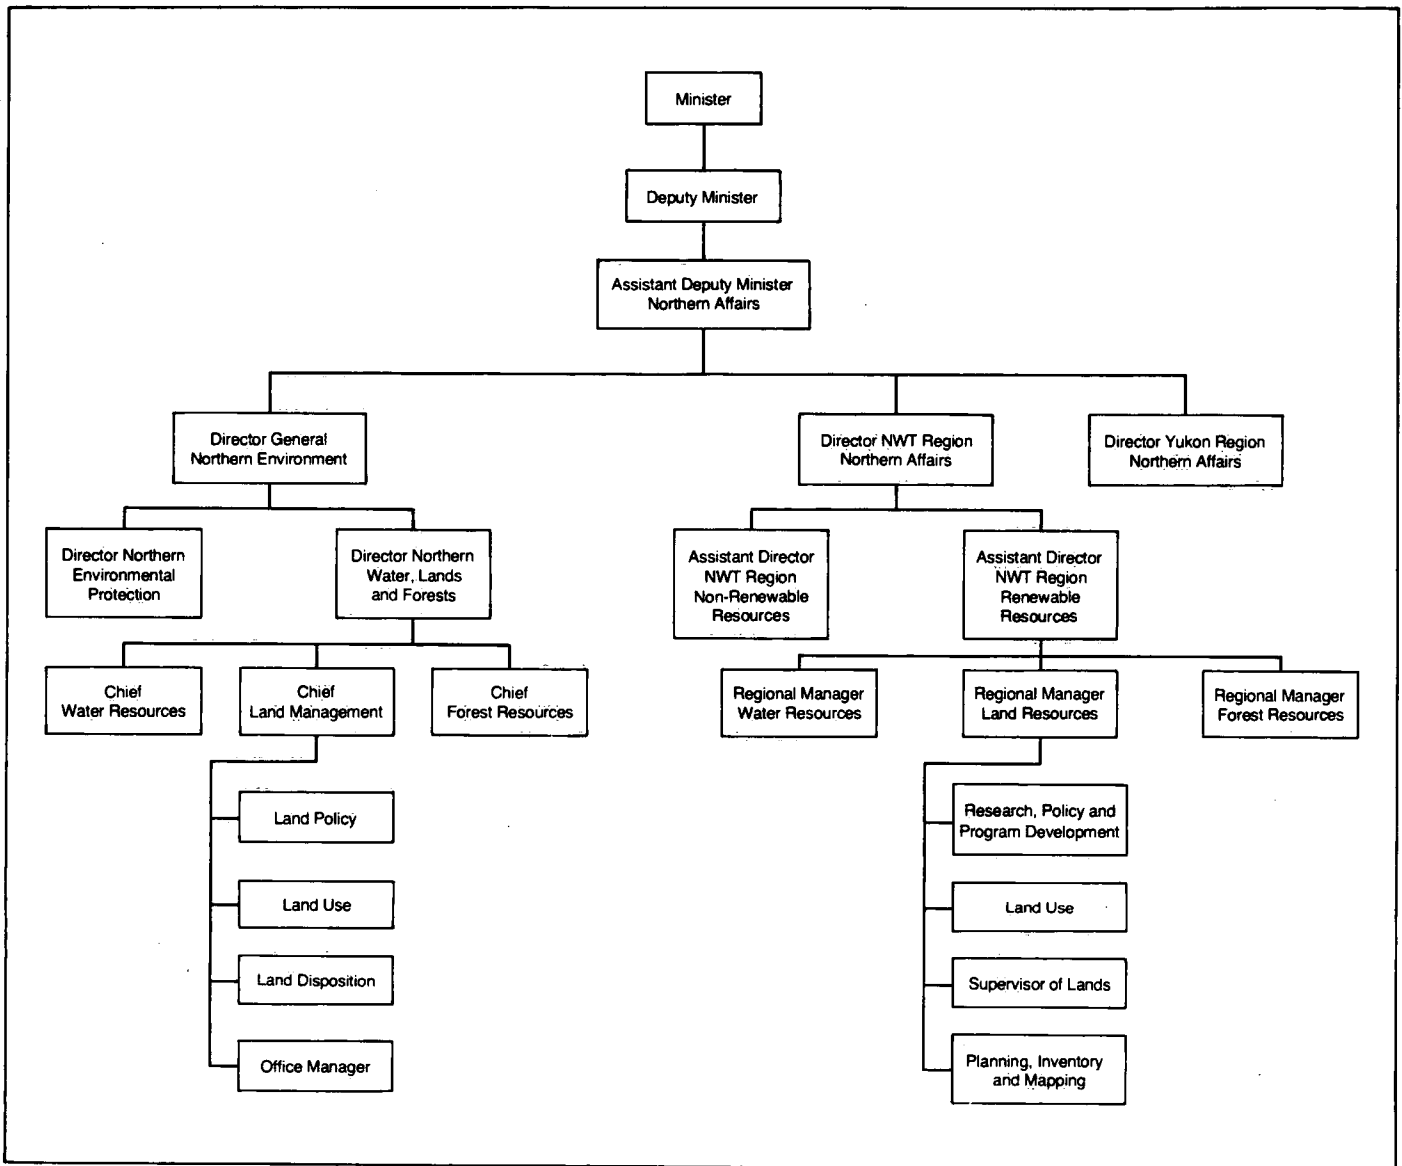 Minister
Deputy Minister
Assistant Deputy Minister
Northern Affairs
Director General
Northern Environment
Director NWT Region
Northern Affairs
Director Yukon Region
Northern Affairs
Director Northern
Environmental
Protection
Director Northern
Water, Lands
and Forests
Assistant Director
NWT Region
Non-Renewable
Resources
Assistant Director
NWT Region
Renewable
Resources
Chief
Water Resources
Chief
Land Management
Chief
Forest Resources
Regional Manager
Water Resources
Regional Manager
Land Resources
Regional Manager
Forest Resources
Land Policy
Land Use
Land Disposition
Office Manager
Research, Policy and
Program Development
Land Use
Supervisor of Lands
Planning, Inventory
and Mapping